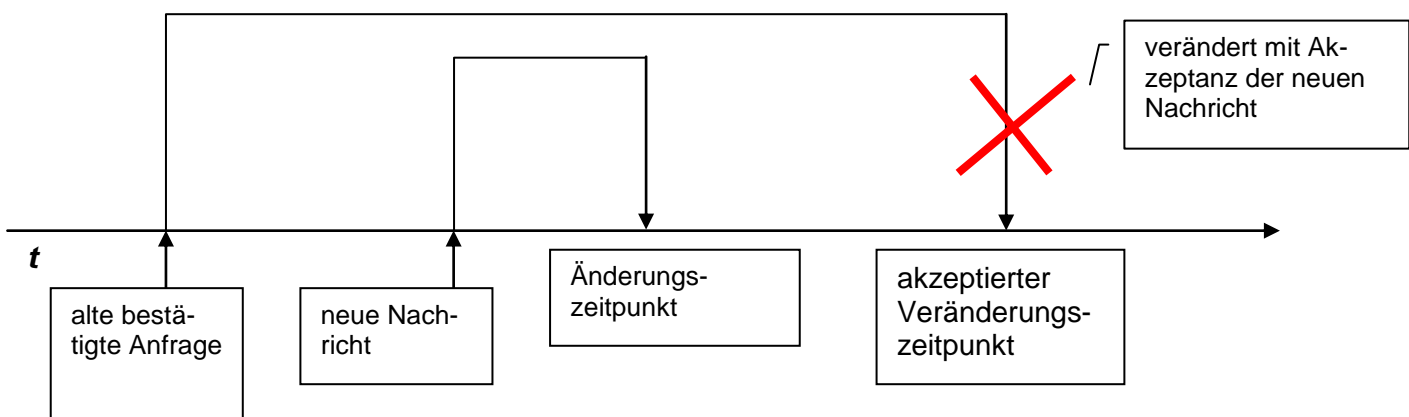 verändert mit Ak-
zeptanz der neuen
Nachricht
t
alte bestä-
tigte Anfrage
neue Nach-
richt
Änderungs-
zeitpunkt
akzeptierter
Veränderungs-
zeitpunkt